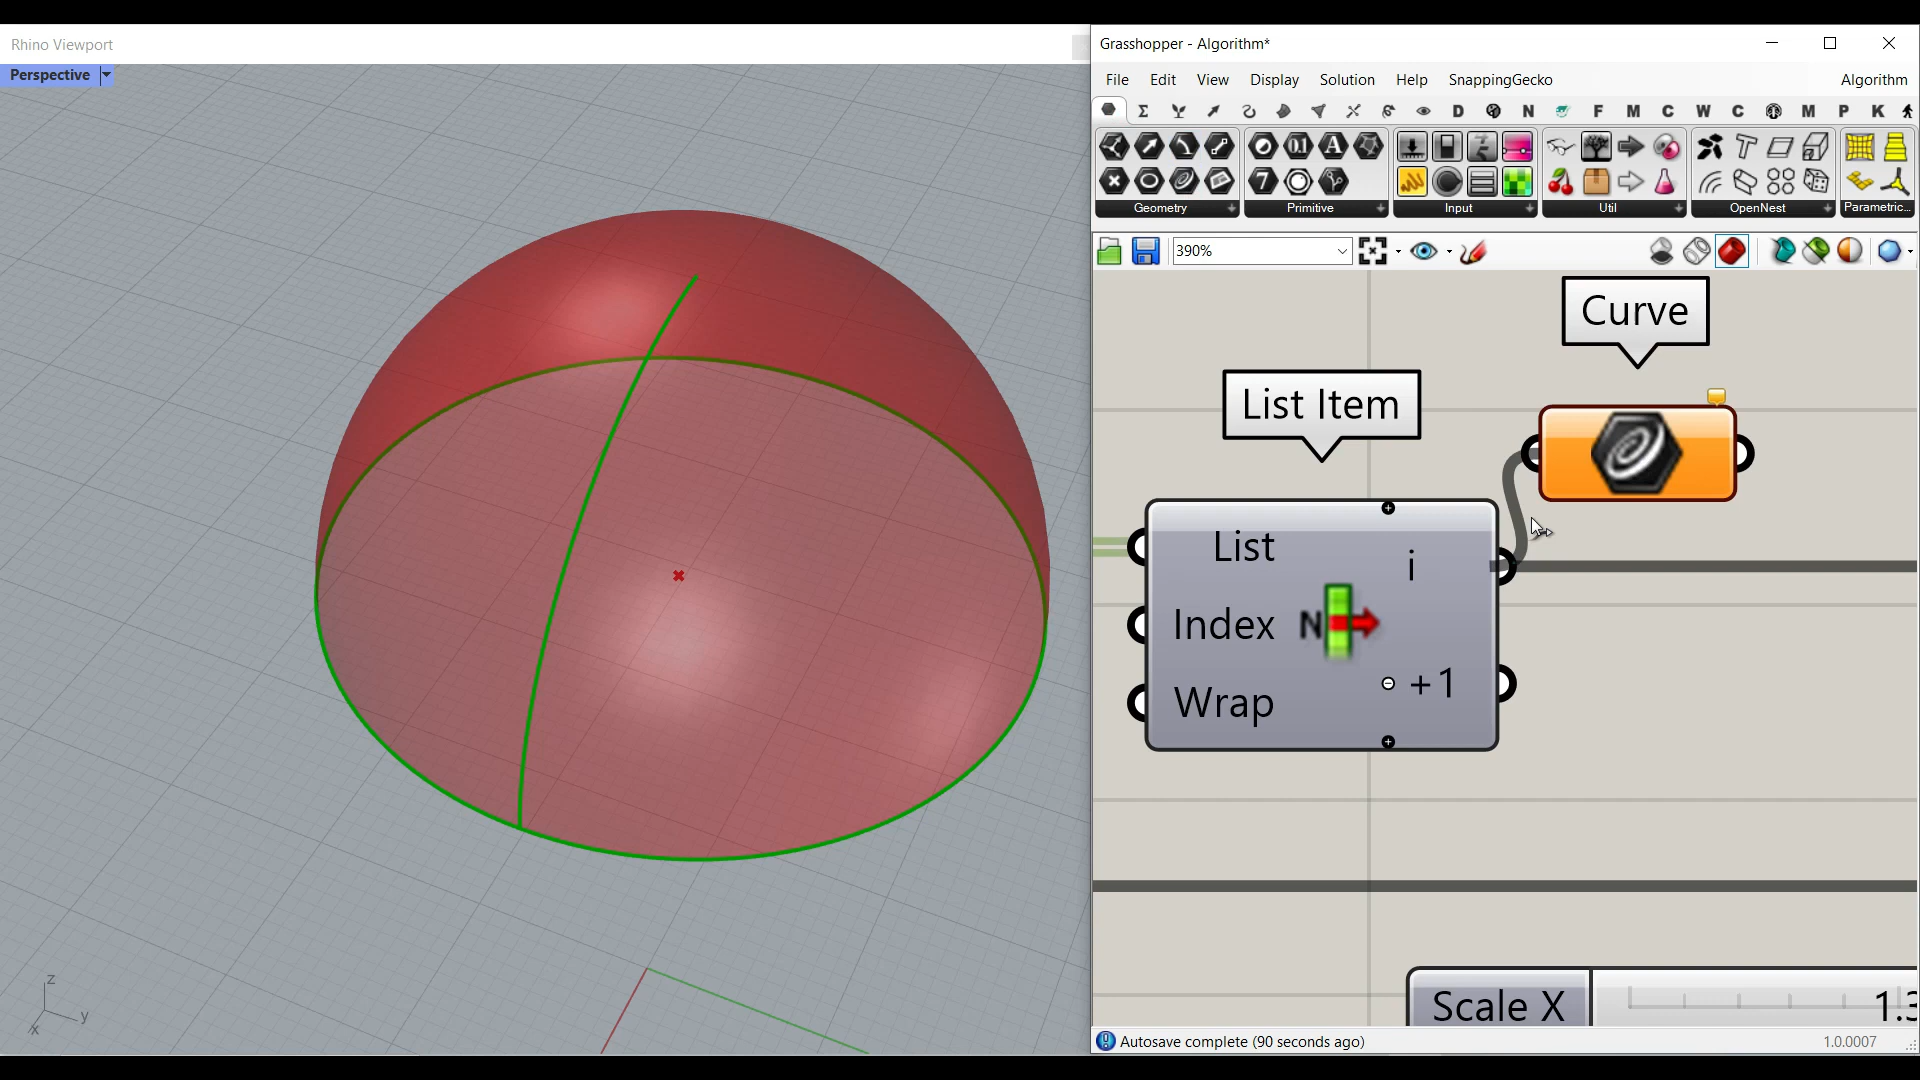 Rhino Viewport
Perspective
z
y
x
Grasshopper - Algorithm*
File Edit View Display Solution Help SnappingGecko Algorithm
D N F M C W C M P K
Geometry Primitive Input Util OpenNest Parametric...
390%
Curve
List Item
List
i
Index
N
Wrap
+1
Scale X
1.3
Autosave complete (90 seconds ago)
1.0.0007